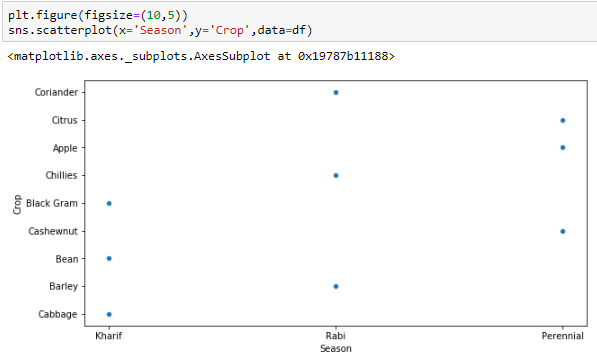 plt.figure(figsize=(10,5))
sns.scatterplot(x='Season',y='Crop',data=df)
<matplotlib.axes._subplots.AxesSubplot at 0x19787b11188>
Coriander
Citrus
Apple
Chillies
Black Gram
Cashewnut
Bean
Barley
Cabbage
Crop
Kharif
Rabi
Perennial
Season